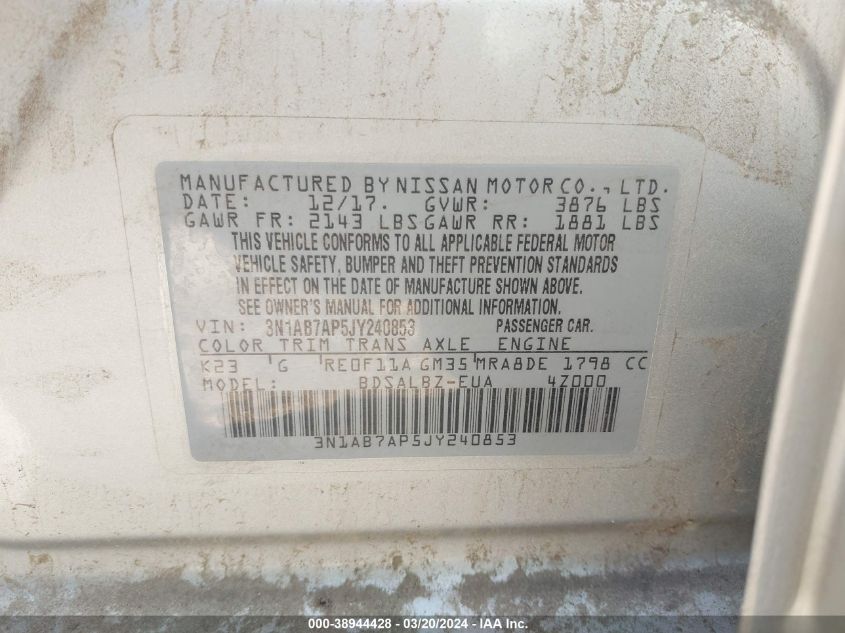 MANUFACTURED BY NISSAN MOTOR CO., LTD.
DATE: 12/17. GVWR: 3876 LBS
GAWR FR: 2143 LBS GAWR RR: 1881 LBS
THIS VEHICLE CONFORMS TO ALL APPLICABLE FEDERAL MOTOR
VEHICLE SAFETY, BUMPER AND THEFT PREVENTION STANDARDS
IN EFFECT ON THE DATE OF MANUFACTURE SHOWN ABOVE.
SEE OWNER'S MANUAL FOR ADDITIONAL INFORMATION.
VIN: 3N1AB7AP5JY240853 PASSENGER CAR.
COLOR TRIM TRANS AXLE ENGINE
K23 G RE0F11A GM35 MRA8DE 1798 CC
MODEL: BDSALBZ-EUA 4Z000
3N1AB7AP5JY240853
000-38944428 - 03/20/2024 - IAAI.com